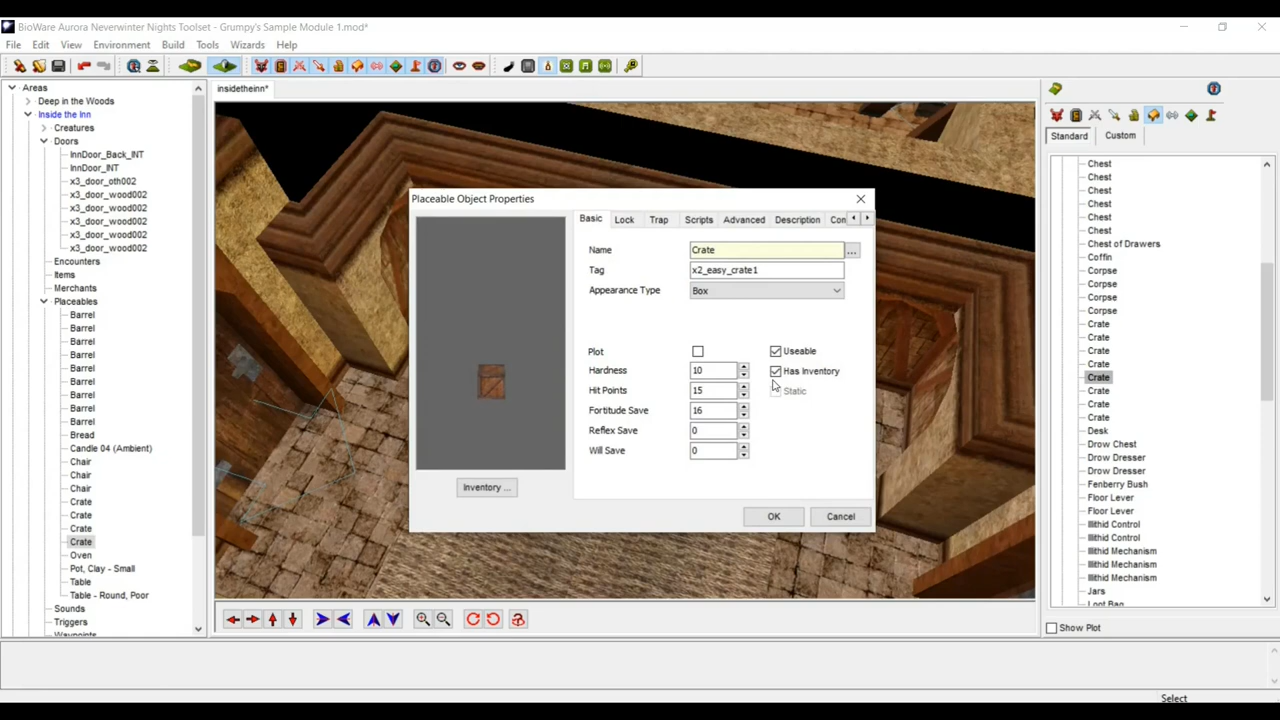 BioWare Aurora Neverwinter Nights Toolset - Grumpy's Sample Module 1.mod*
File Edit View Environment Build Tools Wizards Help
Areas
Deep in the Woods
Inside the Inn
Creatures
Doors
InnDoor_Back_INT
InnDoor_INT
x3_door_oth002
x3_door_wood002
x3_door_wood002
x3_door_wood002
x3_door_wood002
x3_door_wood002
Encounters
Items
Merchants
Placeables
Barrel
Barrel
Barrel
Barrel
Barrel
Barrel
Barrel
Barrel
Barrel
Bread
Candle 04 (Ambient)
Chair
Chair
Chair
Crate
Crate
Crate
Crate
Oven
Pot, Clay - Small
Table
Table - Round, Poor
Sounds
Triggers
Waypoints
insidetheinn*
Placeable Object Properties
Basic Lock Trap Scripts Advanced Description Con
Name Crate ...
Tag x2_easy_crate1
Appearance Type Box
Plot Useable
Hardness 10 Has Inventory
Hit Points 15 Static
Fortitude Save 16
Reflex Save 0
Will Save 0
Inventory ...
OK Cancel
Standard Custom
Chest
Chest
Chest
Chest
Chest
Chest
Chest of Drawers
Coffin
Corpse
Corpse
Corpse
Corpse
Crate
Crate
Crate
Crate
Crate
Crate
Crate
Crate
Desk
Drow Chest
Drow Dresser
Drow Dresser
Fenberry Bush
Floor Lever
Floor Lever
Illithid Control
Illithid Control
Illithid Mechanism
Illithid Mechanism
Illithid Mechanism
Jars
Loot Bag
Show Plot
Select